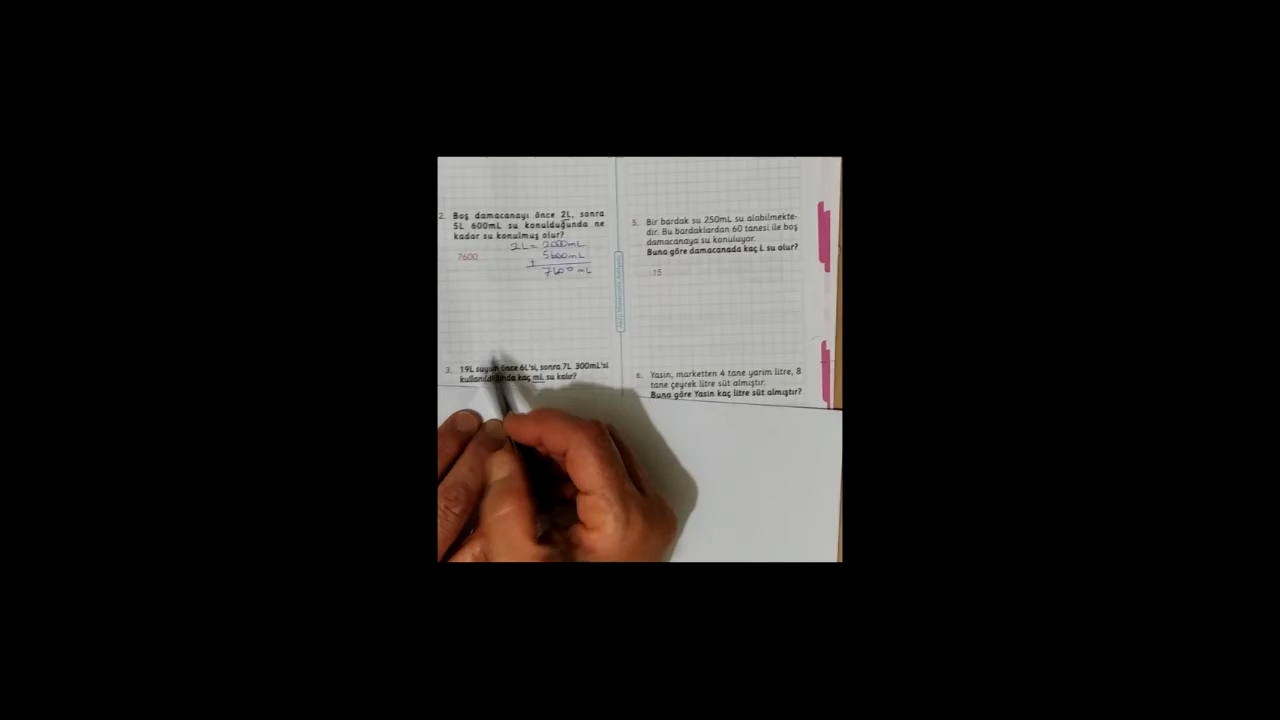 2. Boş damacanayı önce 2L, sonra
5L 600mL su konulduğunda ne
kadar su konulmuş olur?
7600
2L = 2000mL
5600mL
+
7600 mL
3. 19L suyun önce 6L'si, sonra 7L 300mL'si
kullanıldığında kaç mL su kalır?
5. Bir bardak su 250mL su alabilmekte-
dir. Bu bardaklardan 60 tanesi ile boş
damacanaya su konuluyor.
Buna göre damacanada kaç L su olur?
15
6. Yasin, marketten 4 tane yarım litre, 8
tane çeyrek litre süt almıştır.
Buna göre Yasin kaç litre süt almıştır?